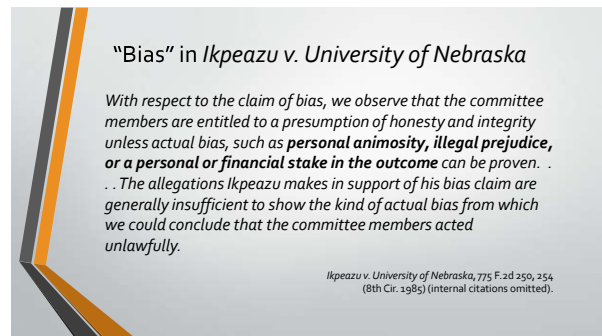 “Bias” in Ikpeazu v. University of Nebraska
With respect to the claim of bias, we observe that the committee
members are entitled to a presumption of honesty and integrity
unless actual bias, such as personal animosity, illegal prejudice,
or a personal or financial stake in the outcome can be proven. .
. . The allegations Ikpeazu makes in support of his bias claim are
generally insufficient to show the kind of actual bias from which
we could conclude that the committee members acted
unlawfully.
Ikpeazu v. University of Nebraska, 775 F.2d 250, 254
(8th Cir. 1985) (internal citations omitted).